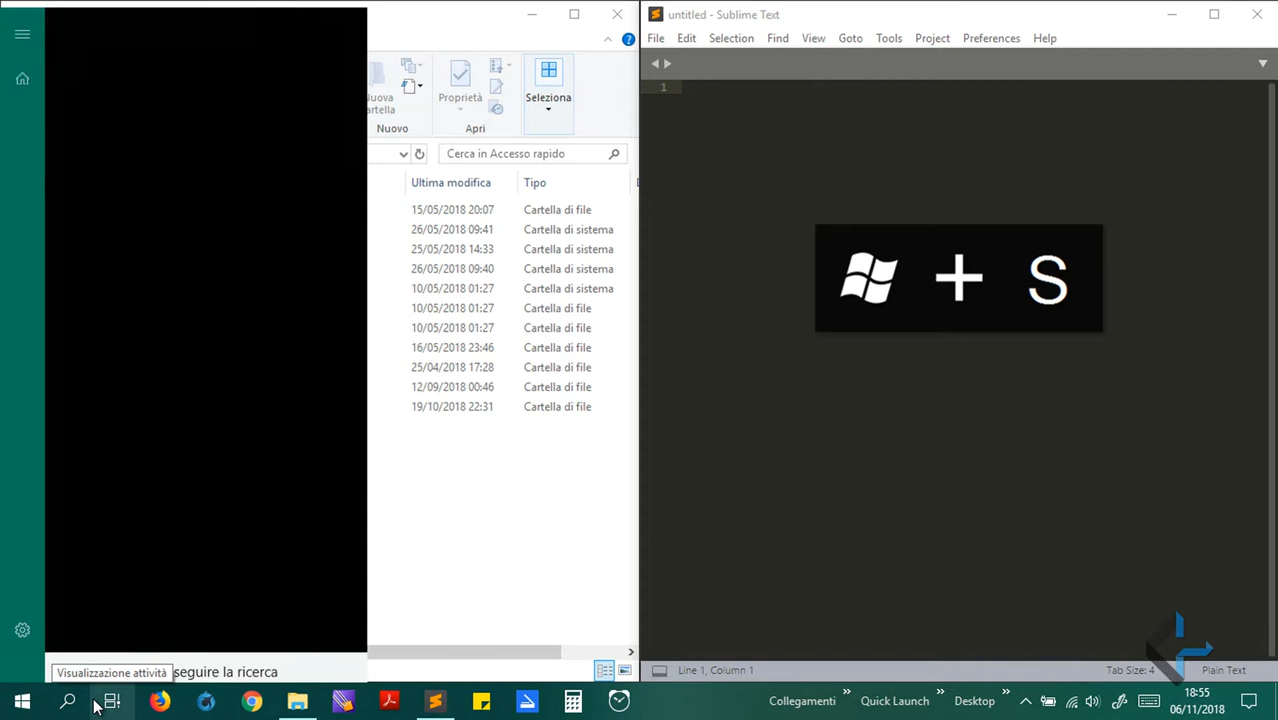 untitled - Sublime Text
File Edit Selection Find View Goto Tools Project Preferences Help
Nuova
cartella
Proprietà
Seleziona
Nuovo
Apri
Cerca in Accesso rapido
Ultima modifica Tipo
15/05/2018 20:07 Cartella di file
26/05/2018 09:41 Cartella di sistema
25/05/2018 14:33 Cartella di sistema
26/05/2018 09:40 Cartella di sistema
10/05/2018 01:27 Cartella di sistema
10/05/2018 01:27 Cartella di file
10/05/2018 01:27 Cartella di file
16/05/2018 23:46 Cartella di file
25/04/2018 17:28 Cartella di file
12/09/2018 00:46 Cartella di file
19/10/2018 22:31 Cartella di file
1
+ S
Visualizzazione attività
seguire la ricerca
Line 1, Column 1
Tab Size: 4
Plain Text
Collegamenti » Quick Launch » Desktop »
18:55
06/11/2018